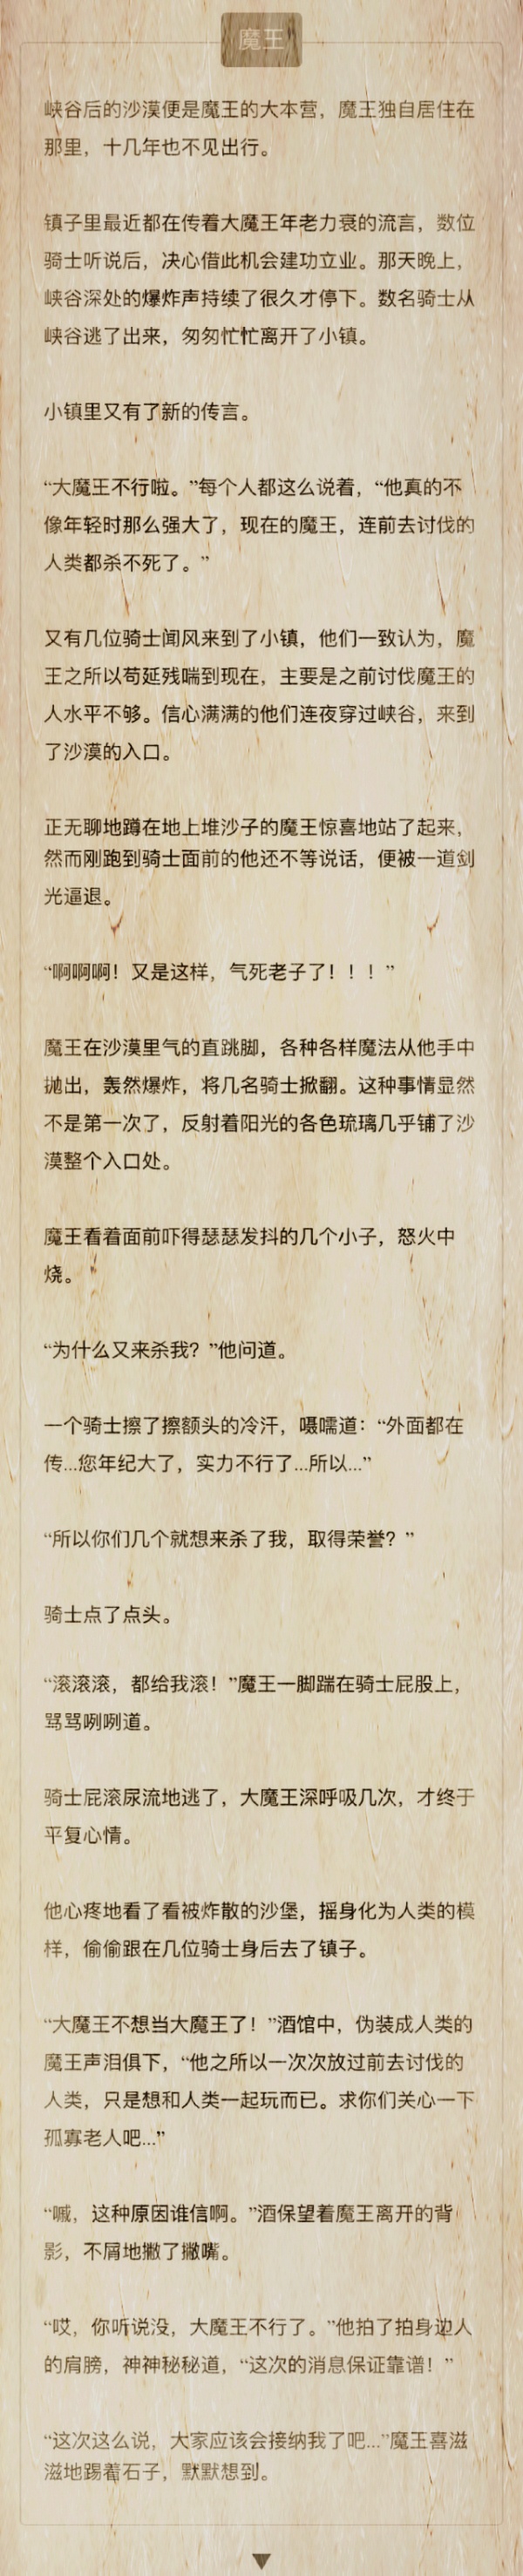 魔王
峡谷后的沙漠便是魔王的大本营，魔王独自居住在
那里，十几年也不见出行。
镇子里最近都在传着大魔王年老力衰的流言，数位
骑士听说后，决心借此机会建功立业。那天晚上，
峡谷深处的爆炸声持续了很久才停下。数名骑士从
峡谷逃了出来，匆匆忙忙离开了小镇。
小镇里又有了新的传言。
“大魔王不行啦。”每个人都这么说着，“他真的不
像年轻时那么强大了，现在的魔王，连前去讨伐的
人类都杀不死了。”
又有几位骑士闻风来到了小镇，他们一致认为，魔
王之所以苟延残喘到现在，主要是之前讨伐魔王的
人水平不够。信心满满的他们连夜穿过峡谷，来到
了沙漠的入口。
正无聊地蹲在地上堆沙子的魔王惊喜地站了起来，
然而刚跑到骑士面前的他还不等说话，便被一道剑
光逼退。
“啊啊啊！又是这样，气死老子了！！！”
魔王在沙漠里气的直跳脚，各种各样魔法从他手中
抛出，轰然爆炸，将几名骑士掀翻。这种事情显然
不是第一次了，反射着阳光的各色琉璃几乎铺了沙
漠整个入口处。
魔王看着面前吓得瑟瑟发抖的几个小子，怒火中
烧。
“为什么又来杀我？”他问道。
一个骑士擦了擦额头的冷汗，嗫嚅道：“外面都在
传...您年纪大了，实力不行了...所以...”
“所以你们几个就想来杀了我，取得荣誉？”
骑士点了点头。
“滚滚滚，都给我滚！”魔王一脚踹在骑士屁股上，
骂骂咧咧道。
骑士屁滚尿流地逃了，大魔王深呼吸几次，才终于
平复心情。
他心疼地看了看被炸散的沙堡，摇身化为人类的模
样，偷偷跟在几位骑士身后去了镇子。
“大魔王不想当大魔王了！”酒馆中，伪装成人类的
魔王声泪俱下，“他之所以一次次放过前去讨伐的
人类，只是想和人类一起玩而已。求你们关心一下
孤寡老人吧...”
“嘁，这种原因谁信啊。”酒保望着魔王离开的背
影，不屑地撇了撇嘴。
“哎，你听说没，大魔王不行了。”他拍了拍身边人
的肩膀，神神秘秘道，“这次的消息保证靠谱！”
“这次这么说，大家应该会接纳我了吧...”魔王喜滋
滋地踢着石子，默默想到。